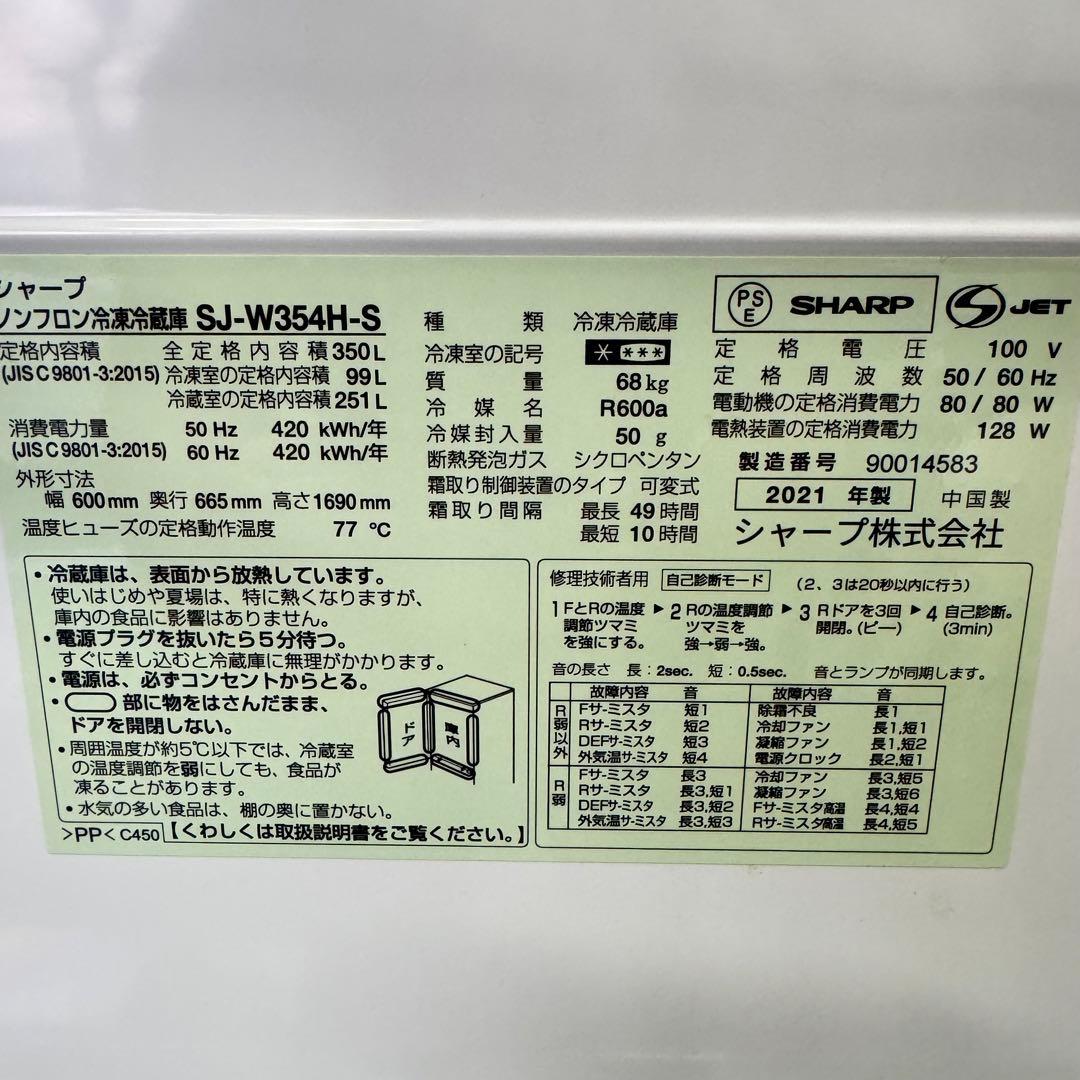 シャープ
ノンフロン冷凍冷蔵庫 SJ-W354H-S
定格内容積 全定格内容積 350L
(JIS C 9801-3:2015) 冷凍室の定格内容積 99L
冷蔵室の定格内容積 251L
消費電力量 50 Hz 420 kWh/年
(JIS C 9801-3:2015) 60 Hz 420 kWh/年
外形寸法
幅 600mm 奥行 665mm 高さ 1690mm
温度ヒューズの定格動作温度 77 ℃
種類 冷凍冷蔵庫
冷凍室の記号 * ***
質量 68kg
冷媒名 R600a
冷媒封入量 50 g
断熱発泡ガス シクロペンタン
霜取り制御装置のタイプ 可変式
霜取り間隔 最長 49時間
最短 10時間
PSE SHARP JET
定格電圧 100 V
定格周波数 50/60 Hz
電動機の定格消費電力 80/80 W
電熱装置の定格消費電力 128 W
製造番号 90014583
2021 年製 中国製
シャープ株式会社
・冷蔵庫は、表面から放熱しています。
使いはじめや夏場は、特に熱くなりますが、
庫内の食品に影響はありません。
・電源プラグを抜いたら5分待つ。
すぐに差し込むと冷蔵庫に無理がかかります。
・電源は、必ずコンセントからとる。
・ 部に物をはさんだまま、
ドアを開閉しない。
・周囲温度が約5℃以下では、冷蔵室
の温度調節を弱にしても、食品が
凍ることがあります。
・水気の多い食品は、棚の奥に置かない。
ドア 庫内
>PP< C450 【くわしくは取扱説明書をご覧ください。】
修理技術者用 自己診断モード (2、3は20秒以内に行う)
1 FとRの温度調節ツマミを強にする。 ▶ 2 Rの温度調節ツマミを強→弱→強。 ▶ 3 Rドアを3回開閉。(ピー) ▶ 4 自己診断。(3min)
音の長さ 長:2sec. 短:0.5sec. 音とランプが同期します。
故障内容 音 故障内容 音
R弱以外 Fサーミスタ 短1 除霜不良 長1
Rサーミスタ 短2 冷却ファン 長1,短1
DEFサーミスタ 短3 凝縮ファン 長1,短2
外気温サーミスタ 短4 電源クロック 長2,短1
R弱 Fサーミスタ 長3 冷却ファン 長3,短5
Rサーミスタ 長3,短1 凝縮ファン 長3,短6
DEFサーミスタ 長3,短2 Fサーミスタ高温 長4,短4
外気温サーミスタ 長3,短3 Rサーミスタ高温 長4,短5